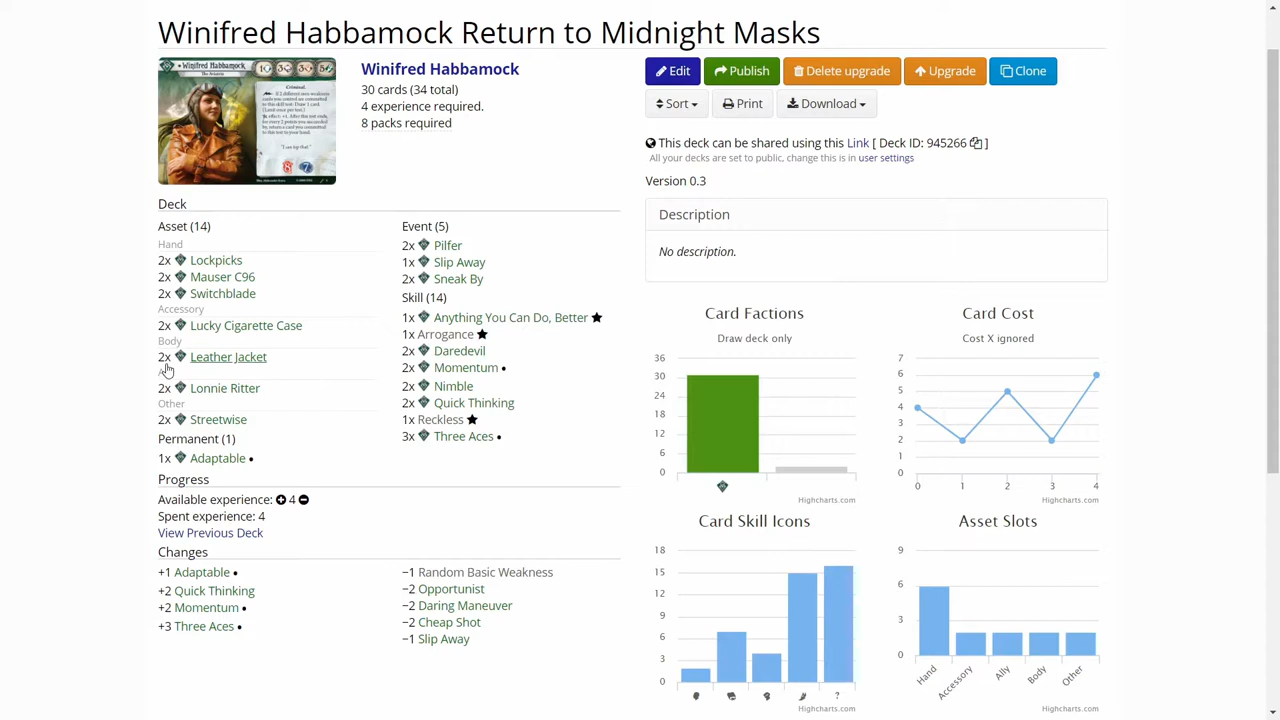 Winifred Habbamock Return to Midnight Masks
Winifred Habbamock
Criminal.
Winifred Habbamock
30 cards (34 total)
4 experience required.
8 packs required
Edit
Publish
Delete upgrade
Upgrade
Clone
Sort
Print
Download
This deck can be shared using this Link [ Deck ID: 945266 ]
All your decks are set to public, change this is in user settings
Version 0.3
Description
No description.
Deck
Asset (14)
Hand
2x Lockpicks
2x Mauser C96
2x Switchblade
Accessory
2x Lucky Cigarette Case
Body
2x Leather Jacket
2x Lonnie Ritter
Other
2x Streetwise
Permanent (1)
1x Adaptable •
Event (5)
2x Pilfer
1x Slip Away
2x Sneak By
Skill (14)
1x Anything You Can Do, Better ★
1x Arrogance ★
2x Daredevil
2x Momentum •
2x Nimble
2x Quick Thinking
1x Reckless ★
3x Three Aces •
Progress
Available experience: 4
Spent experience: 4
View Previous Deck
Changes
+1 Adaptable •
+2 Quick Thinking
+2 Momentum •
+3 Three Aces •
−1 Random Basic Weakness
−2 Opportunist
−2 Daring Maneuver
−2 Cheap Shot
−1 Slip Away
Card Factions
Draw deck only
36
30
24
18
12
6
0
Highcharts.com
Card Cost
Cost X ignored
7
6
5
4
3
2
1
0
0 1 2 3 4
Highcharts.com
Card Skill Icons
18
15
12
9
6
3
0
?
Highcharts.com
Asset Slots
9
6
3
0
Hand
Accessory
Ally
Body
Other
Highcharts.com